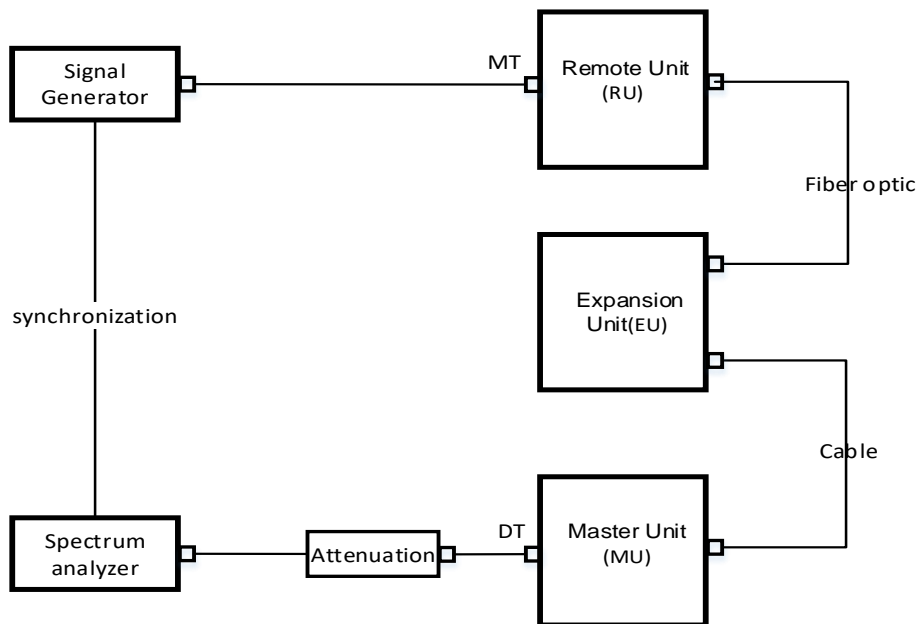 Signal
Generator
MT
Remote Unit
(RU)
Fiber optic
synchronization
Expansion
Unit(EU)
Cable
Spectrum
analyzer
Attenuation
DT
Master Unit
(MU)